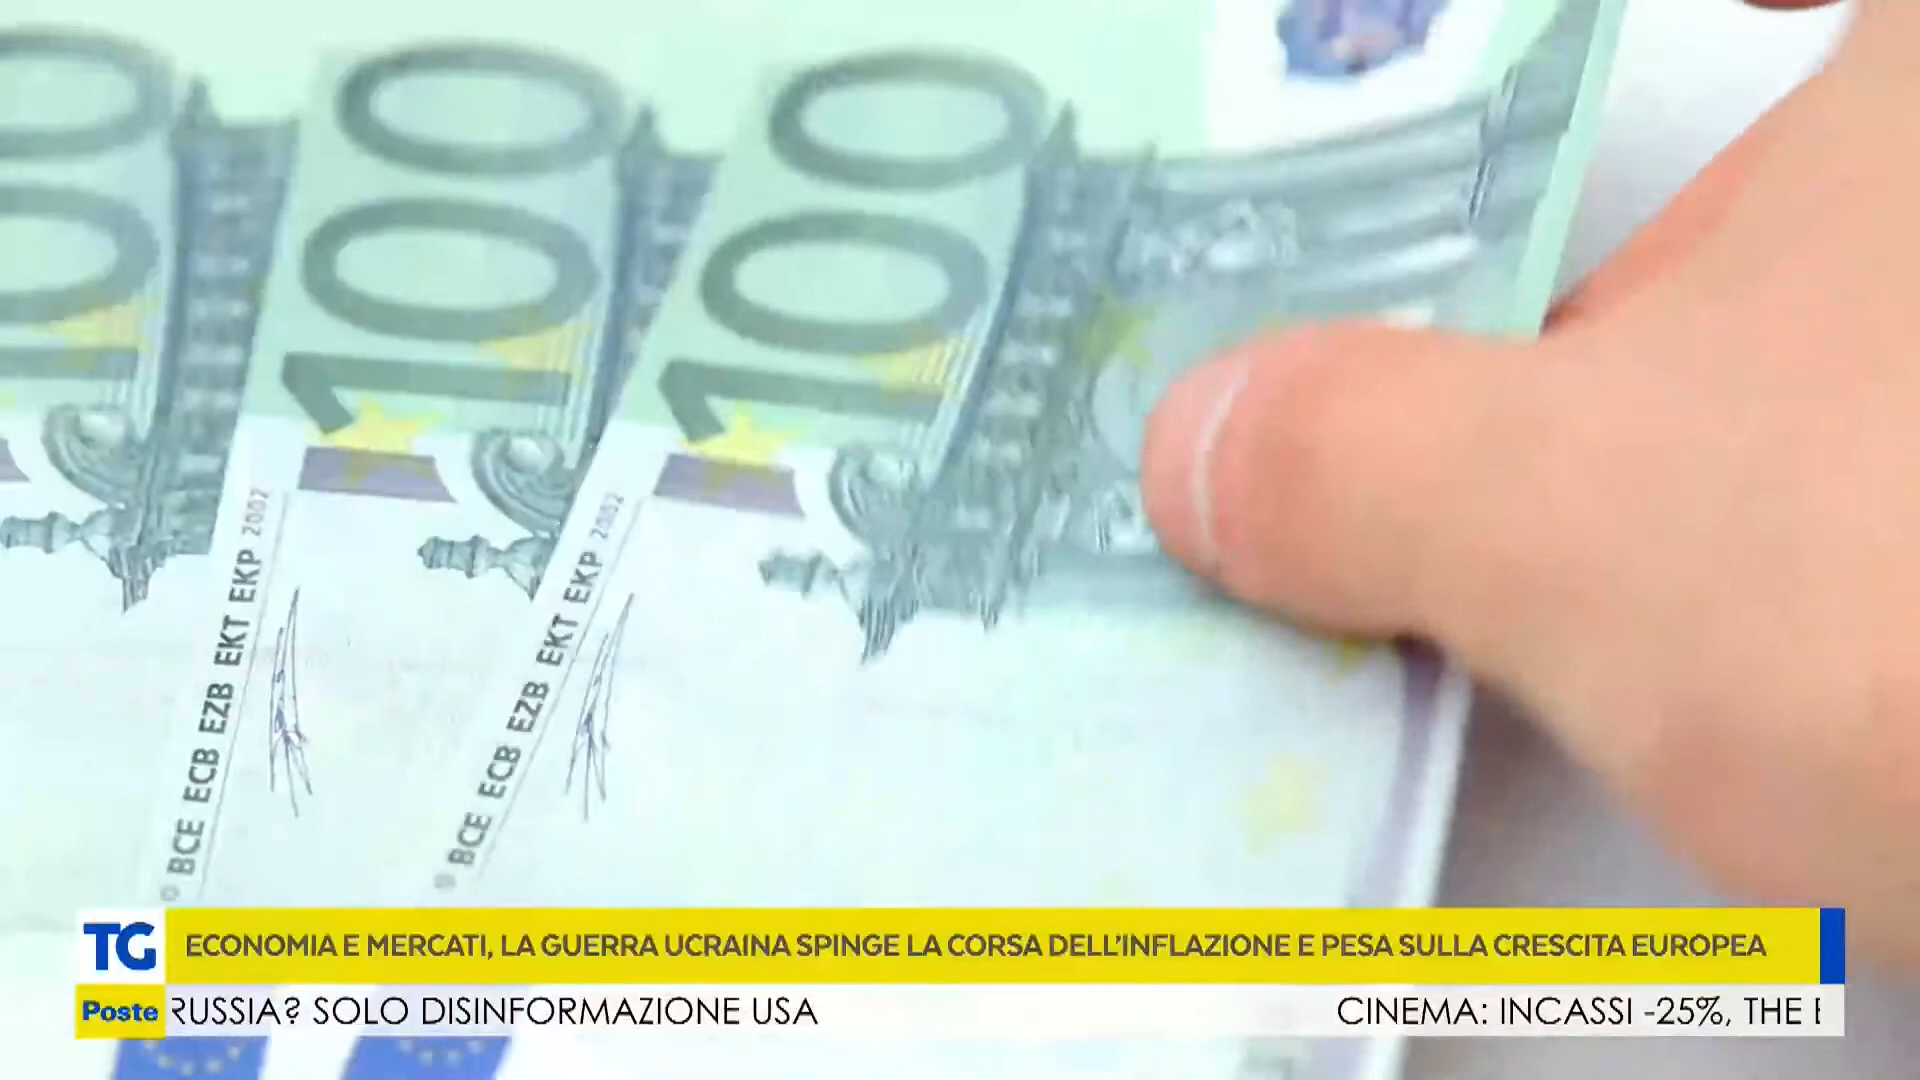 100
100
00
© BCE ECB EZB EKT EKP 2002
© BCE ECB EZB EKT EKP 2002
TG
ECONOMIA E MERCATI, LA GUERRA UCRAINA SPINGE LA CORSA DELL'INFLAZIONE E PESA SULLA CRESCITA EUROPEA
Poste
RUSSIA? SOLO DISINFORMAZIONE USA
CINEMA: INCASSI -25%, THE